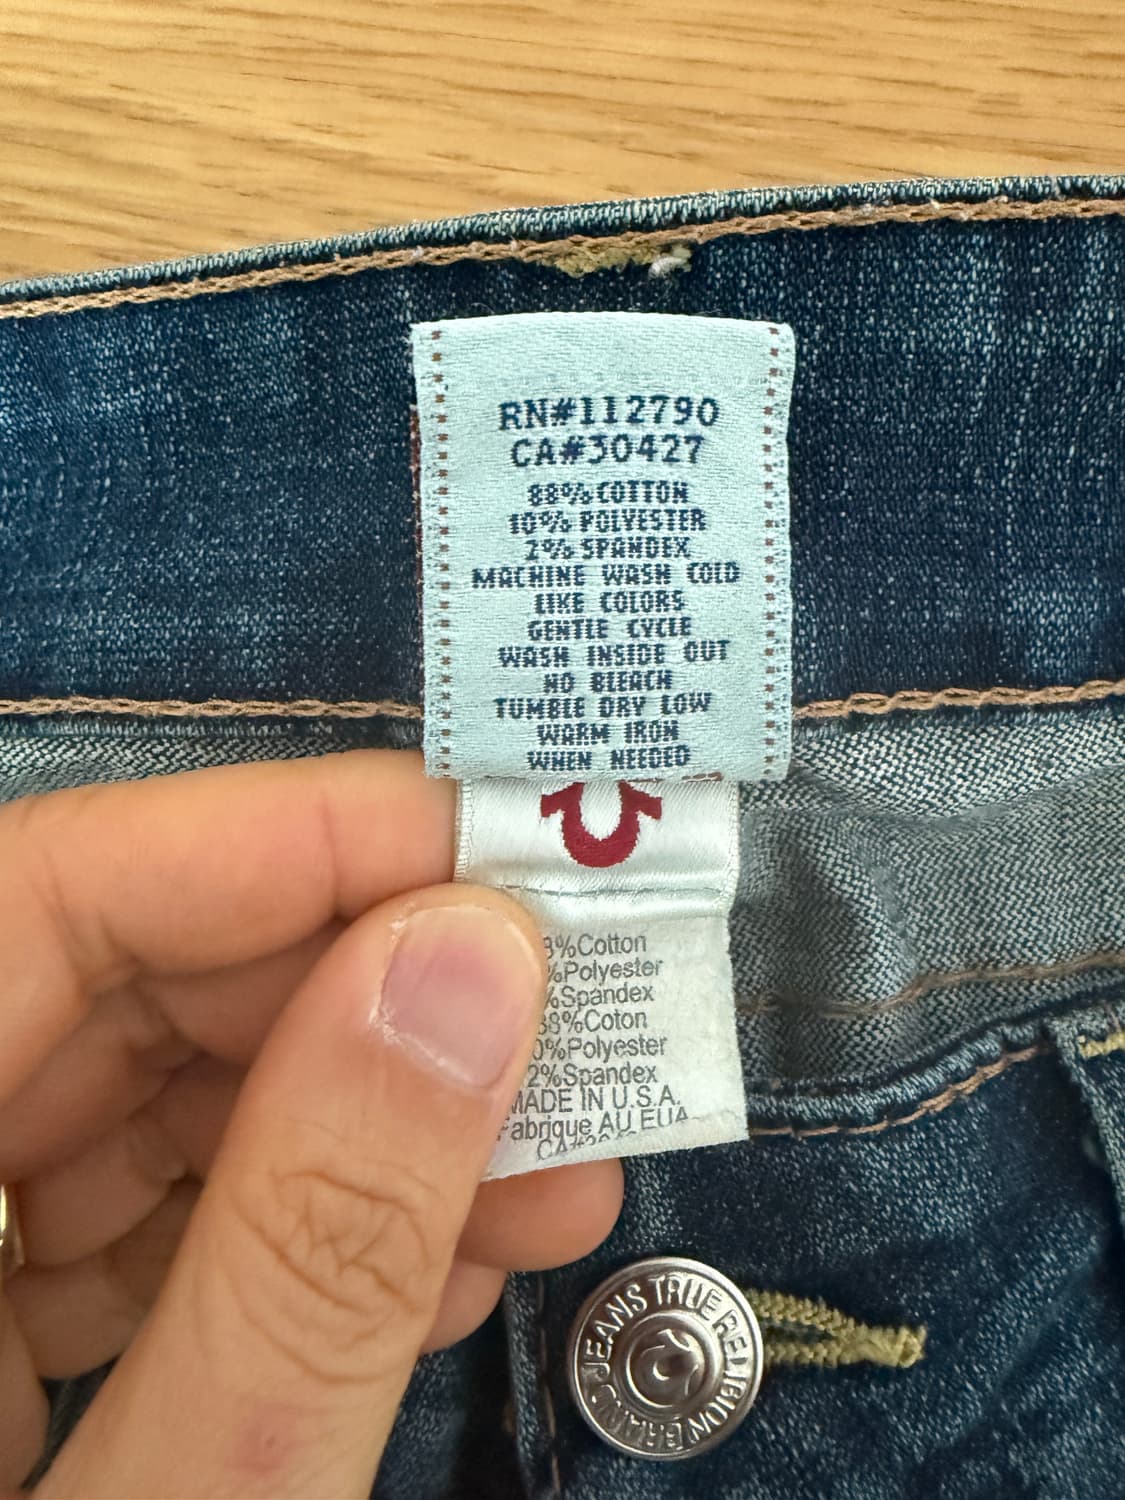 RN#112790
CA#30427
88% COTTON
10% POLYESTER
2% SPANDEX
MACHINE WASH COLD
LIKE COLORS
GENTLE CYCLE
WASH INSIDE OUT
NO BLEACH
TUMBLE DRY LOW
WARM IRON
WHEN NEEDED
8%Cotton
%Polyester
%Spandex
88%Coton
0%Polyester
2%Spandex
MADE IN U.S.A.
Fabrique AU EUA
TRUE RELIGION BRAND JEANS